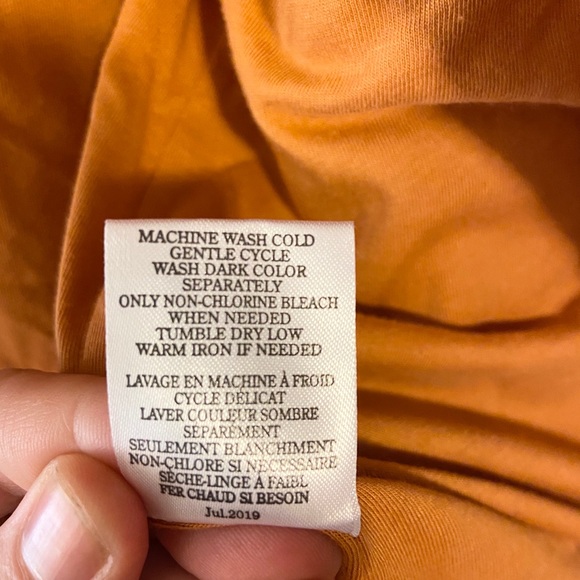 MACHINE WASH COLD
GENTLE CYCLE
WASH DARK COLOR
SEPARATELY
ONLY NON-CHLORINE BLEACH
WHEN NEEDED
TUMBLE DRY LOW
WARM IRON IF NEEDED
LAVAGE EN MACHINE À FROID
CYCLE DÉLICAT
LAVER COULEUR SOMBRE
SÉPARÉMENT
SEULEMENT BLANCHIMENT
NON-CHLORE SI NÉCESSAIRE
SÈCHE-LINGE À FAIBL
FER CHAUD SI BESOIN
Jul.2019